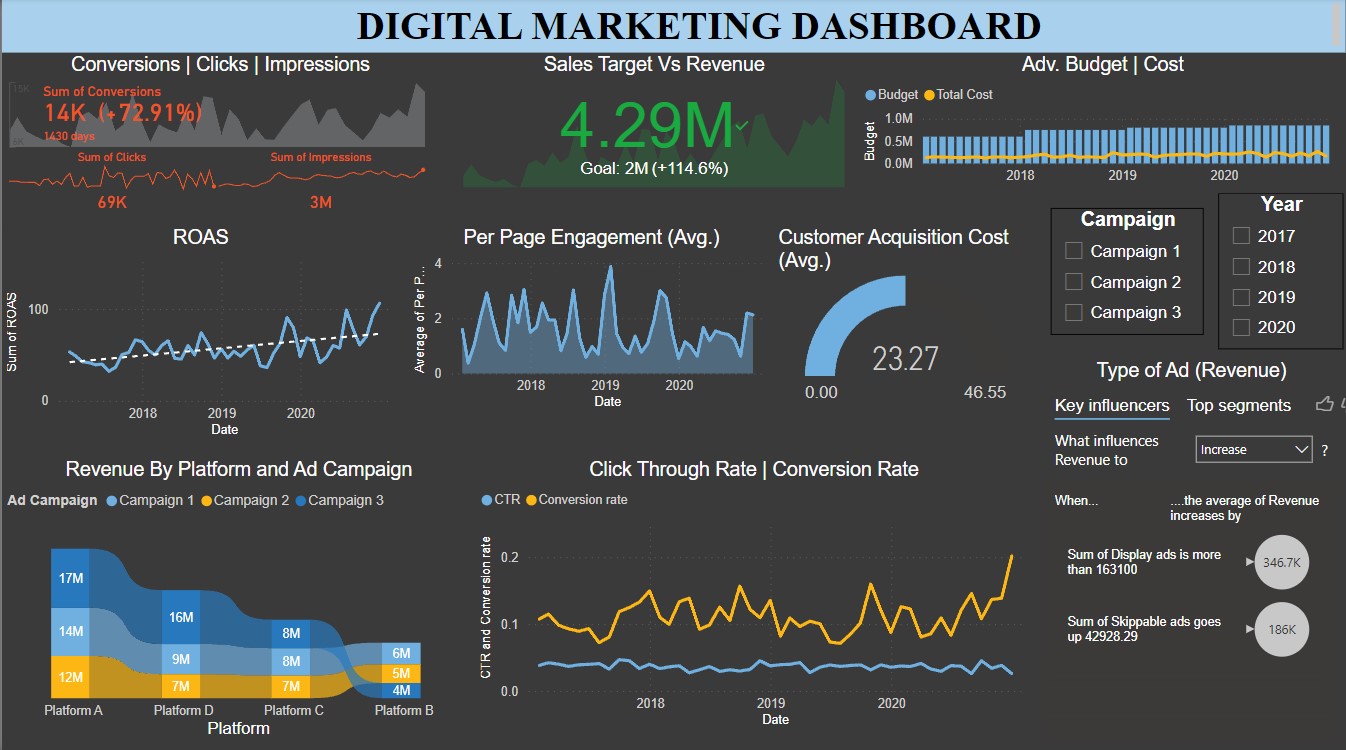 DIGITAL MARKETING DASHBOARD
Conversions | Clicks | Impressions
15K
Sum of Conversions
14K (+72.91%)
1430 days
6K
Sum of Clicks
Sum of Impressions
69K
3M
Sales Target Vs Revenue
4.29M
Goal: 2M (+114.6%)
Adv. Budget | Cost
Budget
Total Cost
Budget
1.0M
0.5M
0.0M
2018
2019
2020
Campaign
Campaign 1
Campaign 2
Campaign 3
Year
2017
2018
2019
2020
ROAS
Sum of ROAS
100
0
2018
2019
2020
Date
Per Page Engagement (Avg.)
Average of Per P...
4
2
0
2018
2019
2020
Date
Customer Acquisition Cost
(Avg.)
23.27
0.00
46.55
Type of Ad (Revenue)
Key influencers
Top segments
What influences
Revenue to
Increase
?
When...
....the average of Revenue
increases by
Sum of Display ads is more
than 163100
346.7K
Sum of Skippable ads goes
up 42928.29
186K
Revenue By Platform and Ad Campaign
Ad Campaign
Campaign 1
Campaign 2
Campaign 3
17M
14M
12M
16M
9M
7M
8M
8M
7M
6M
5M
4M
Platform A
Platform D
Platform C
Platform B
Platform
Click Through Rate | Conversion Rate
CTR
Conversion rate
CTR and Conversion rate
0.2
0.1
0.0
2018
2019
2020
Date